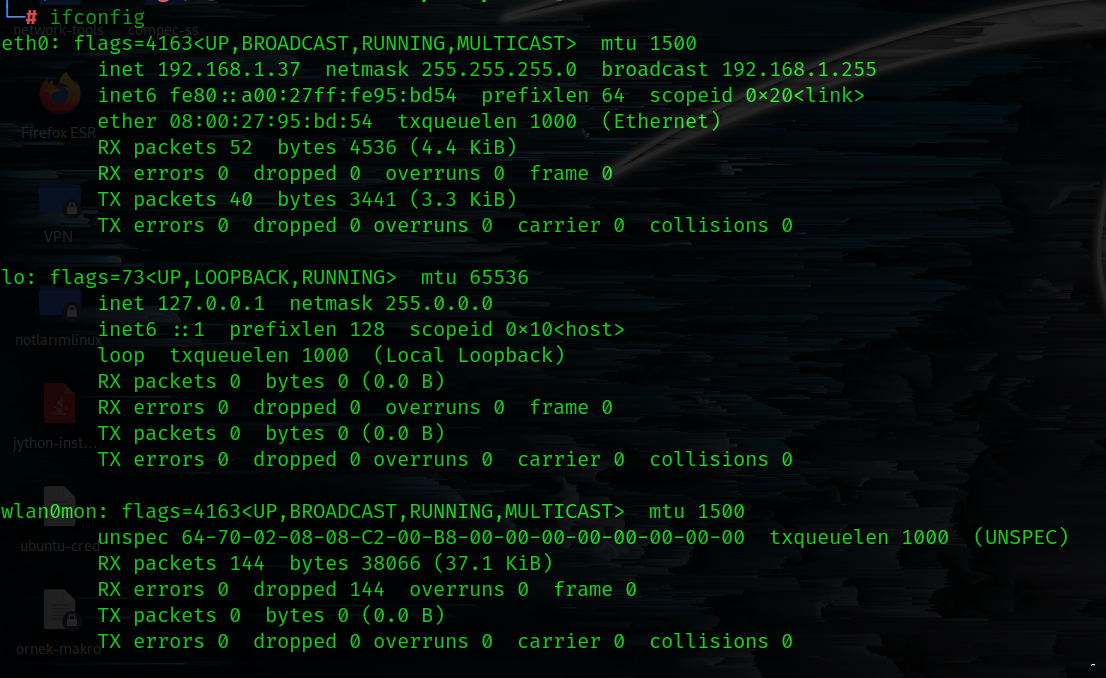 └─# ifconfig
network-tools compec-ss
eth0: flags=4163<UP,BROADCAST,RUNNING,MULTICAST>  mtu 1500
        inet 192.168.1.37  netmask 255.255.255.0  broadcast 192.168.1.255
        inet6 fe80::a00:27ff:fe95:bd54  prefixlen 64  scopeid 0×20<link>
        ether 08:00:27:95:bd:54  txqueuelen 1000  (Ethernet)
Firefox ESR
        RX packets 52  bytes 4536 (4.4 KiB)
        RX errors 0  dropped 0  overruns 0  frame 0
        TX packets 40  bytes 3441 (3.3 KiB)
        TX errors 0  dropped 0 overruns 0  carrier 0  collisions 0
VPN
lo: flags=73<UP,LOOPBACK,RUNNING>  mtu 65536
        inet 127.0.0.1  netmask 255.0.0.0
        inet6 ::1  prefixlen 128  scopeid 0×10<host>
notlarımlinux
        loop  txqueuelen 1000  (Local Loopback)
        RX packets 0  bytes 0 (0.0 B)
        RX errors 0  dropped 0  overruns 0  frame 0
        TX packets 0  bytes 0 (0.0 B)
jython-inst...
        TX errors 0  dropped 0 overruns 0  carrier 0  collisions 0
wlan0mon: flags=4163<UP,BROADCAST,RUNNING,MULTICAST>  mtu 1500
        unspec 64-70-02-08-08-C2-00-B8-00-00-00-00-00-00-00-00  txqueuelen 1000  (UNSPEC)
ubuntu-cred
        RX packets 144  bytes 38066 (37.1 KiB)
        RX errors 0  dropped 144  overruns 0  frame 0
        TX packets 0  bytes 0 (0.0 B)
        TX errors 0  dropped 0 overruns 0  carrier 0  collisions 0
ornek-makro